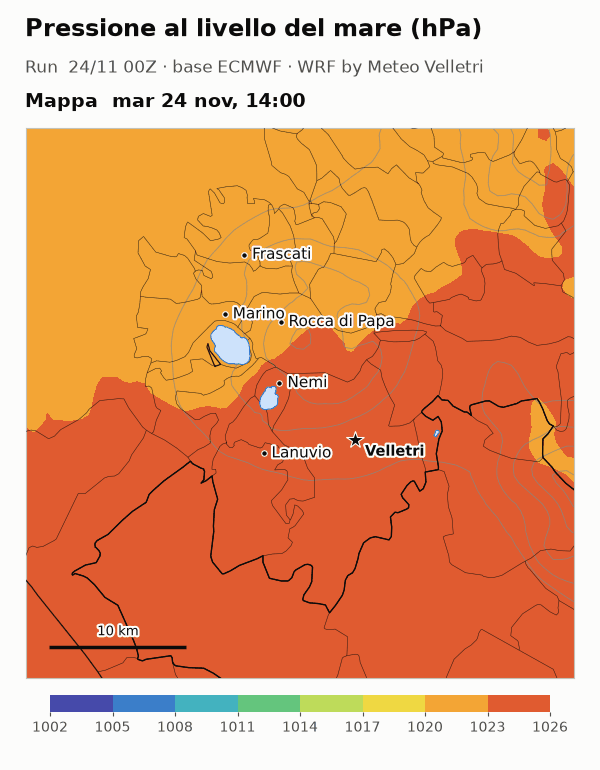 Pressione al livello del mare (hPa)
Run  24/11 00Z · base ECMWF · WRF by Meteo Velletri
Mappa  mar 24 nov, 14:00
Frascati
Marino
Rocca di Papa
Nemi
Lanuvio
Velletri
10 km
1002 1005 1008 1011 1014 1017 1020 1023 1026